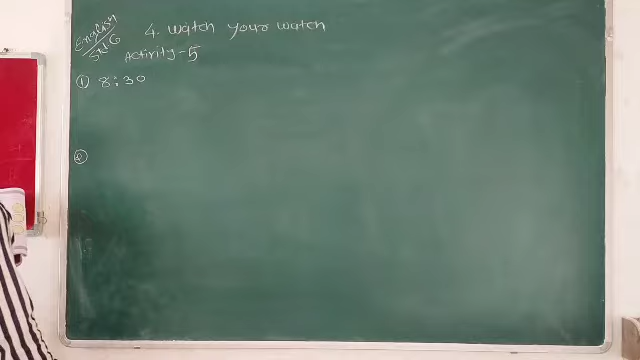 English
Std 6
4. Watch your watch
Activity-5
① 8:30
②